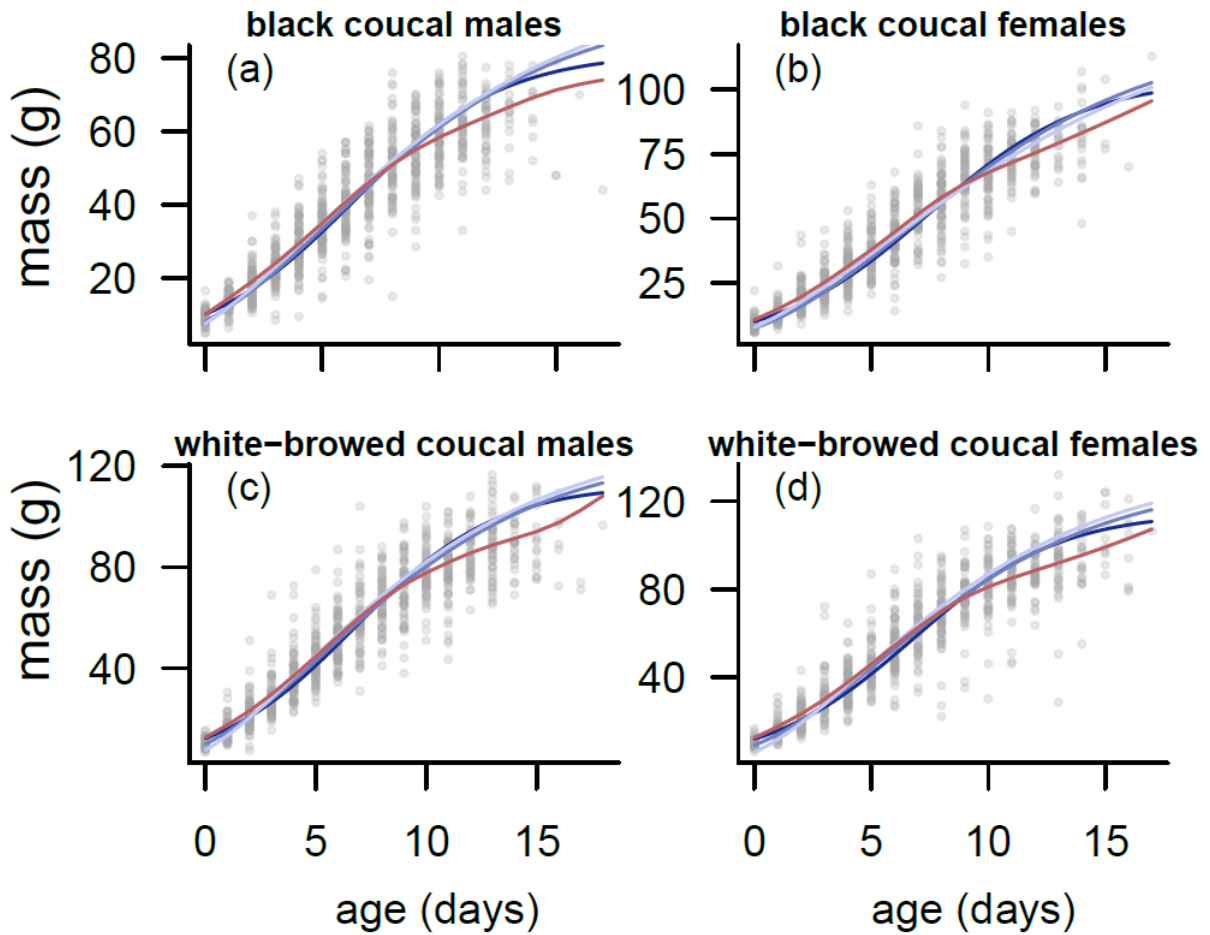 black coucal males
(a)
mass (g)
80
60
40
20
black coucal females
(b)
100
75
50
25
white−browed coucal males
(c)
mass (g)
120
80
40
0 5 10 15
age (days)
white−browed coucal females
(d)
120
80
40
0 5 10 15
age (days)